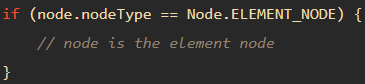 if (node.nodeType == Node.ELEMENT_NODE) {
// node is the element node
}